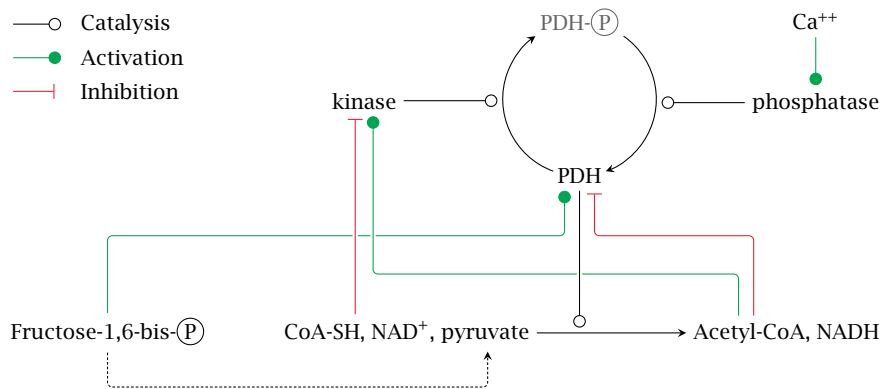 Catalysis
Activation
Inhibition
PDH-Ⓟ
Ca⁺⁺
kinase
phosphatase
PDH
Fructose-1,6-bis-Ⓟ
CoA-SH, NAD⁺, pyruvate
Acetyl-CoA, NADH